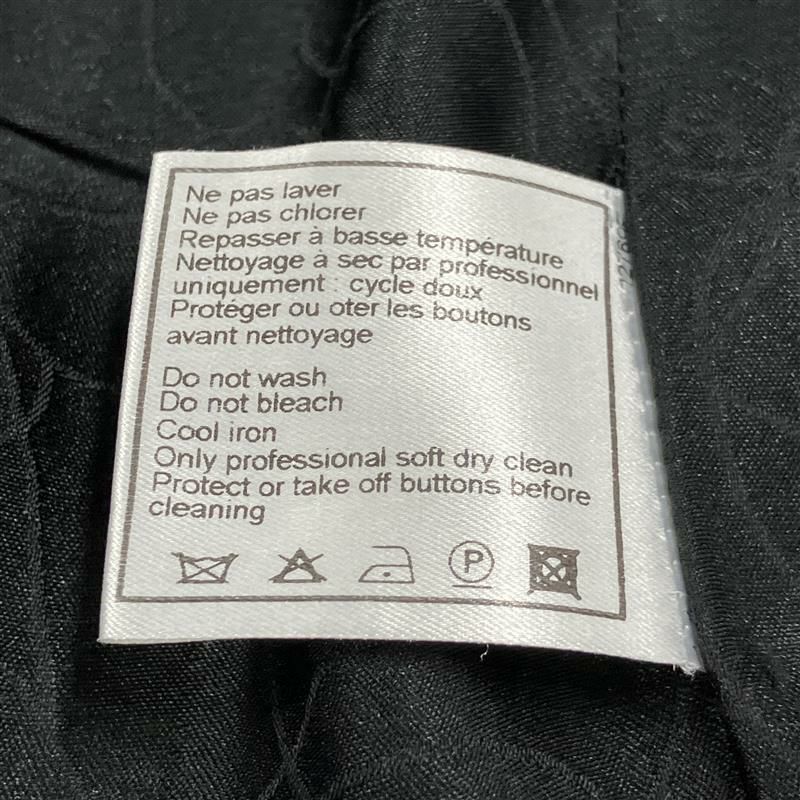 Ne pas laver
Ne pas chlorer
Repasser à basse température
Nettoyage à sec par professionnel
uniquement : cycle doux
Protéger ou oter les boutons
avant nettoyage
Do not wash
Do not bleach
Cool iron
Only professional soft dry clean
Protect or take off buttons before
cleaning
P